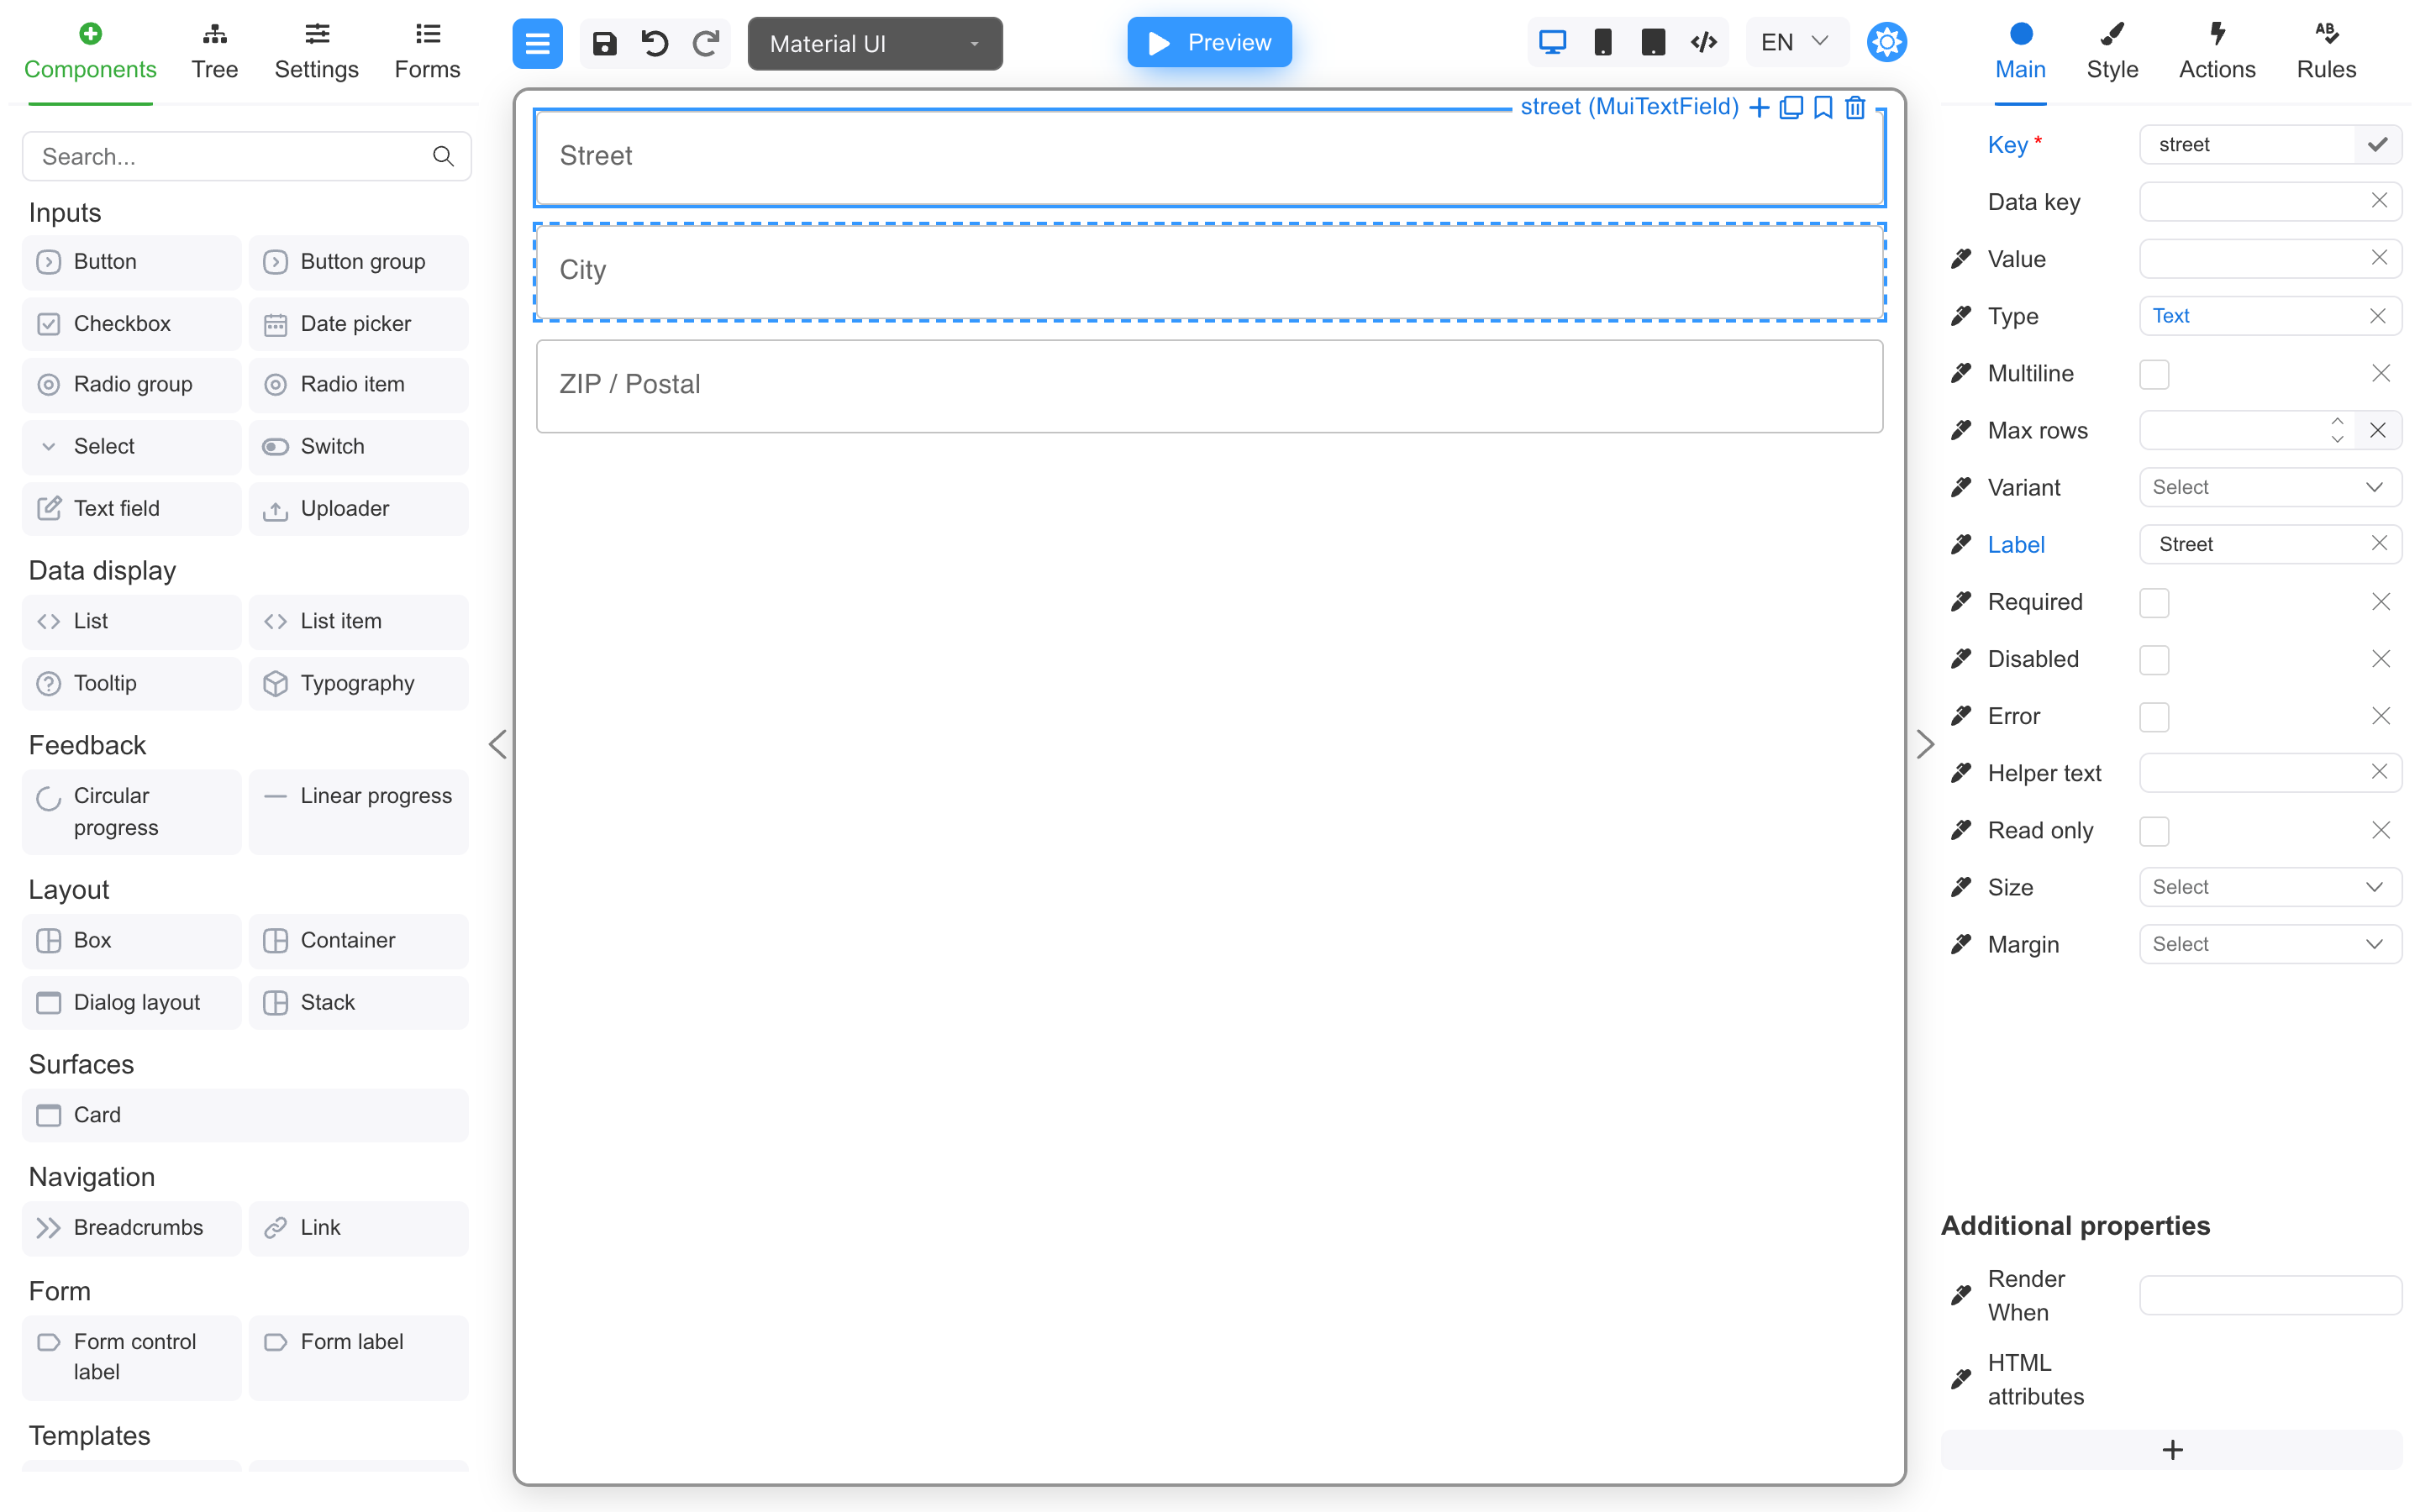 Components
Tree
Settings
Forms
Material UI
Preview
EN
Main
Style
Actions
Rules
Search...
Inputs
Button
Button group
Checkbox
Date picker
Radio group
Radio item
Select
Switch
Text field
Uploader
Data display
List
List item
Tooltip
Typography
Feedback
Circular
progress
Linear progress
Layout
Box
Container
Dialog layout
Stack
Surfaces
Card
Navigation
Breadcrumbs
Link
Form
Form control
label
Form label
Templates
street (MuiTextField)
Street
City
ZIP / Postal
Key *
street
Data key
Value
Type
Text
Multiline
Max rows
Variant
Select
Label
Street
Required
Disabled
Error
Helper text
Read only
Size
Select
Margin
Select
Additional properties
Render
When
HTML
attributes